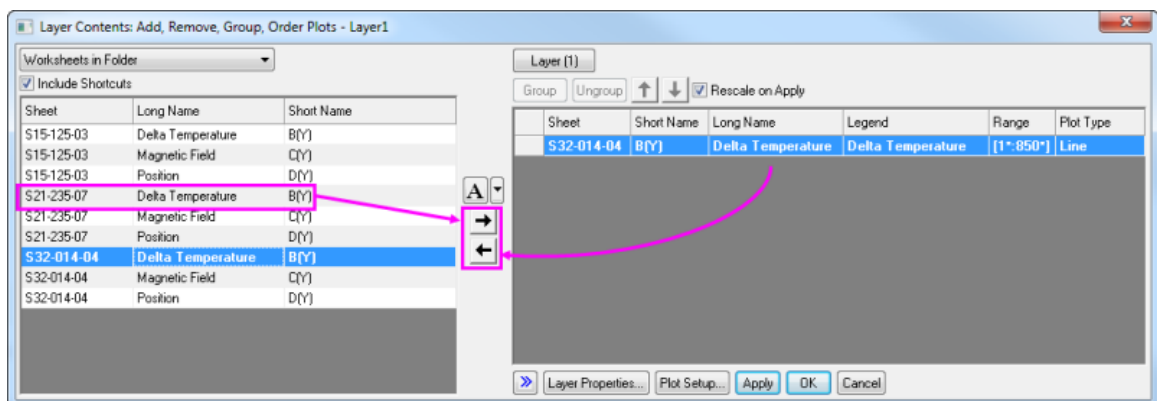 Layer Contents: Add, Remove, Group, Order Plots - Layer1
Worksheets in Folder
Include Shortcuts
Sheet Long Name Short Name
S15-125-03 Delta Temperature B(Y)
S15-125-03 Magnetic Field C(Y)
S15-125-03 Position D(Y)
S21-235-07 Delta Temperature B(Y)
S21-235-07 Magnetic Field C(Y)
S21-235-07 Position D(Y)
S32-014-04 Delta Temperature B(Y)
S32-014-04 Magnetic Field C(Y)
S32-014-04 Position D(Y)
A
Layer (1)
Group Ungroup Rescale on Apply
Sheet Short Name Long Name Legend Range Plot Type
S32-014-04 B(Y) Delta Temperature Delta Temperature [1*:850*] Line
Layer Properties... Plot Setup... Apply OK Cancel